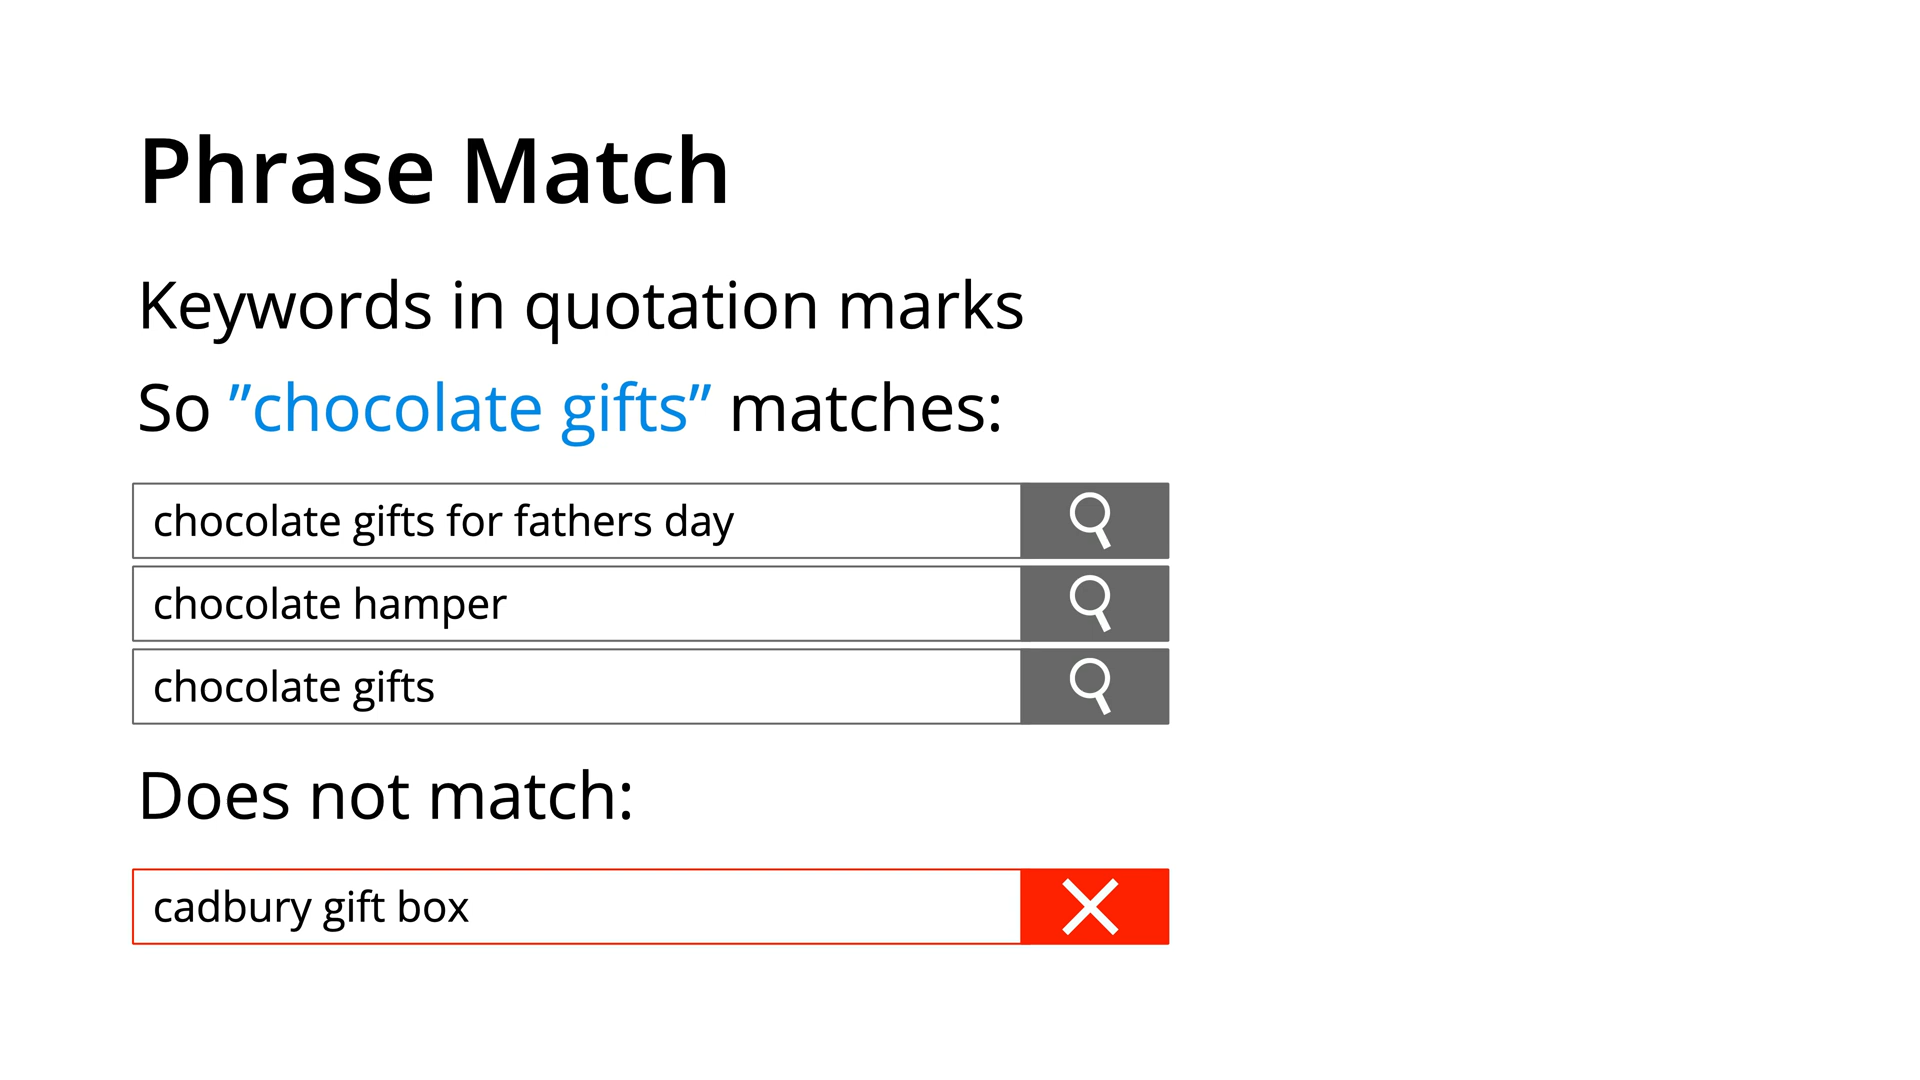 Phrase Match
Keywords in quotation marks
So ”chocolate gifts” matches:
chocolate gifts for fathers day
chocolate hamper
chocolate gifts
Does not match:
cadbury gift box